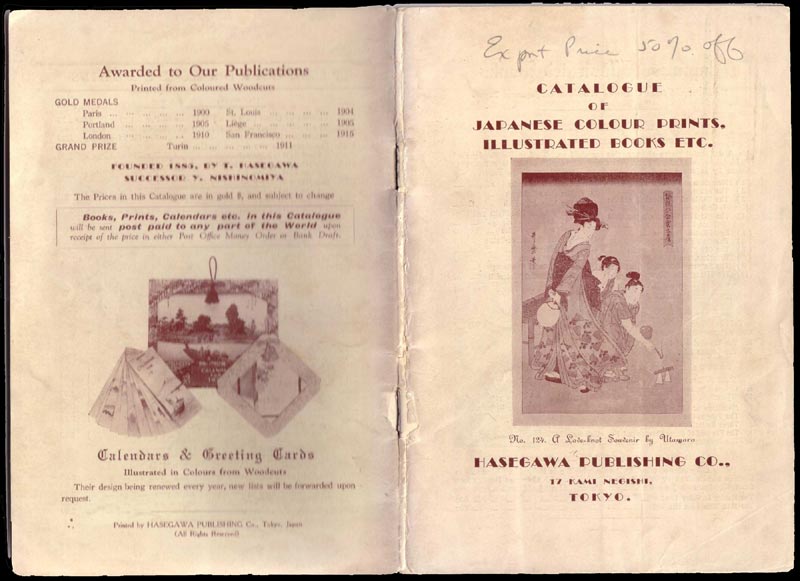 Awarded to Our Publications
Printed from Coloured Woodcuts
GOLD MEDALS
Paris ... ... ... ... 1900 St. Louis ... ... ... ... 1904
Portland ... ... ... 1905 Liège ... ... ... ... ... 1905
London ... ... ... ... 1910 San Francisco ... ... ... 1915
GRAND PRIZE Turin ... ... ... ... ... 1911
FOUNDED 1885, BY T. HASEGAWA
SUCCESSOR Y. NISHINOMIYA
The Prices in this Catalogue are in gold $, and subject to change
Books, Prints, Calendars etc. in this Catalogue
will be sent post paid to any part of the World upon
receipt of the price in either Post Office Money Order or Bank Draft.
Calendars & Greeting Cards
Illustrated in Colours from Woodcuts
Their design being renewed every year, new lists will be forwarded upon
request.
Printed by HASEGAWA PUBLISHING Co., Tokyo, Japan
(All Rights Reserved)
Export Price 50% off
CATALOGUE
OF
JAPANESE COLOUR PRINTS,
ILLUSTRATED BOOKS ETC.
No. 124. A Love-knot Souvenir by Utamaro
HASEGAWA PUBLISHING CO.,
17 KAMI NEGISHI,
TOKYO.